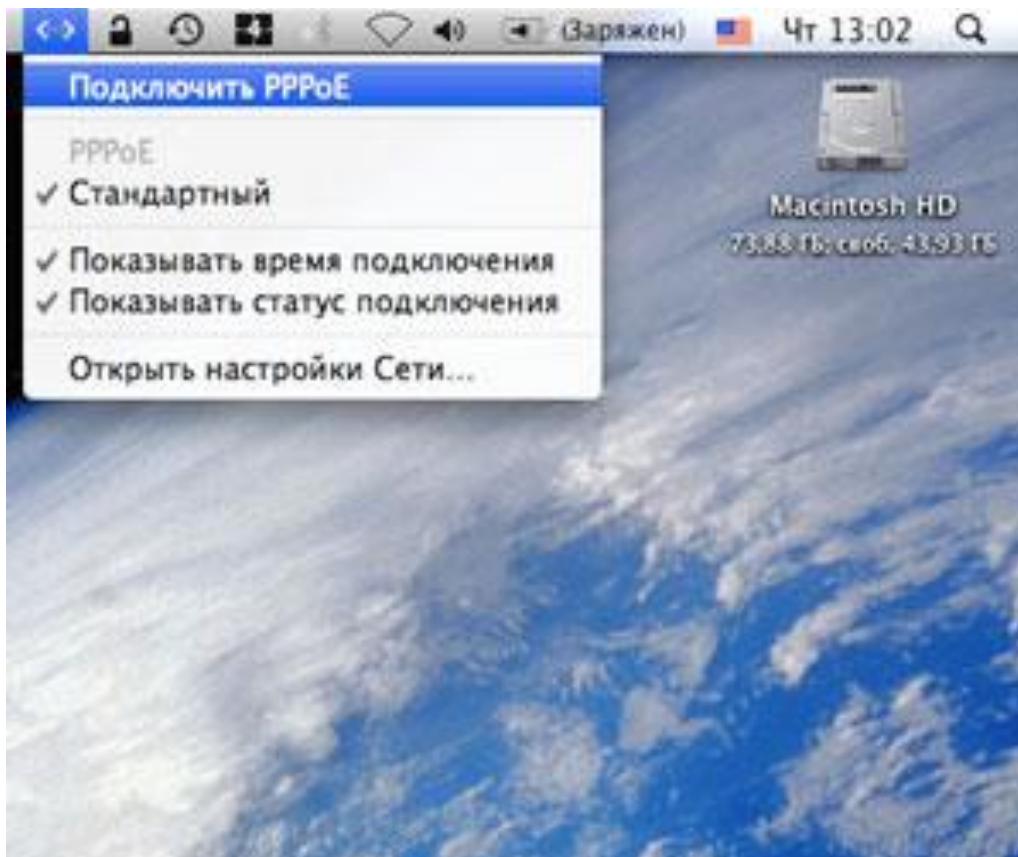 4
(Заряжен)
Чт 13:02
Подключить PPPoE
PPPoE
Стандартный
Показывать время подключения
Показывать статус подключения
Открыть настройки Сети...
Macintosh HD
73,88 ГБ; своб. 43,93 ГБ